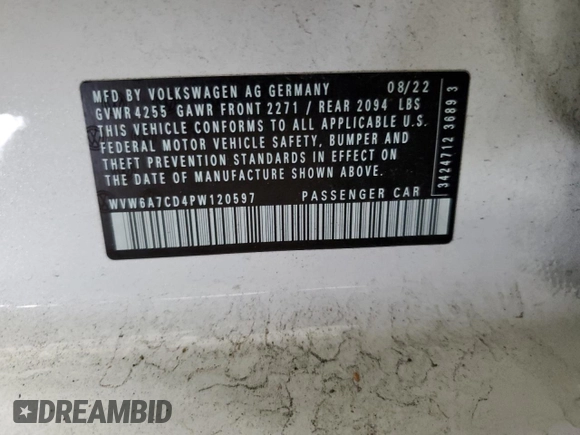 MFD BY VOLKSWAGEN AG GERMANY 08/22
GVWR 4255 GAWR FRONT 2271 / REAR 2094 LBS
THIS VEHICLE CONFORMS TO ALL APPLICABLE U.S.
FEDERAL MOTOR VEHICLE SAFETY, BUMPER AND
THEFT PREVENTION STANDARDS IN EFFECT ON
THE DATE OF MANUFACTURE SHOWN ABOVE.
WVW6A7CD4PW120597 PASSENGER CAR
3424712 3689 3
DREAMBID